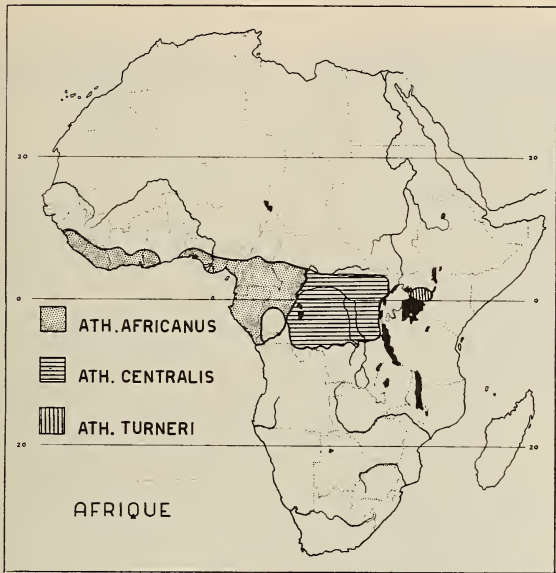 20 20
0 0
ATH. AFRICANUS
ATH. CENTRALIS
ATH. TURNERI
20 20
AFRIQUE